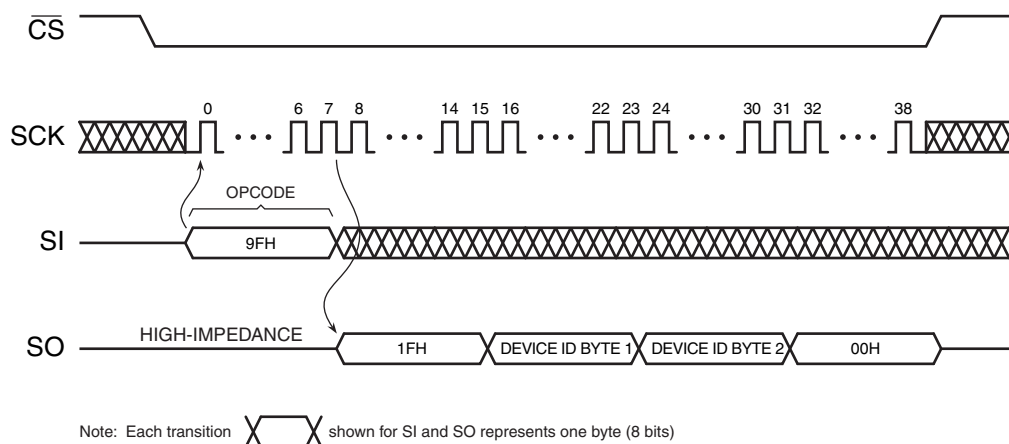 CS
0 6 7 8 14 15 16 22 23 24 30 31 32 38
SCK
OPCODE
SI
9FH
HIGH-IMPEDANCE
SO
1FH DEVICE ID BYTE 1 DEVICE ID BYTE 2 00H
Note: Each transition shown for SI and SO represents one byte (8 bits)